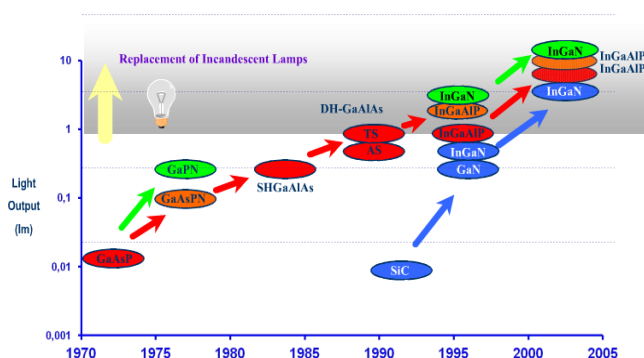 Replacement of Incandescent Lamps
10
1
0,1
0,01
0,001
Light
Output
(lm)
1970
1975
1980
1985
1990
1995
2000
2005
GaAsP
GaPN
GaAsPN
SHGaAlAs
DH-GaAlAs
TS
AS
SiC
InGaN
InGaAlP
InGaAlP
InGaN
GaN
InGaN
InGaAlP
InGaAlP
InGaN